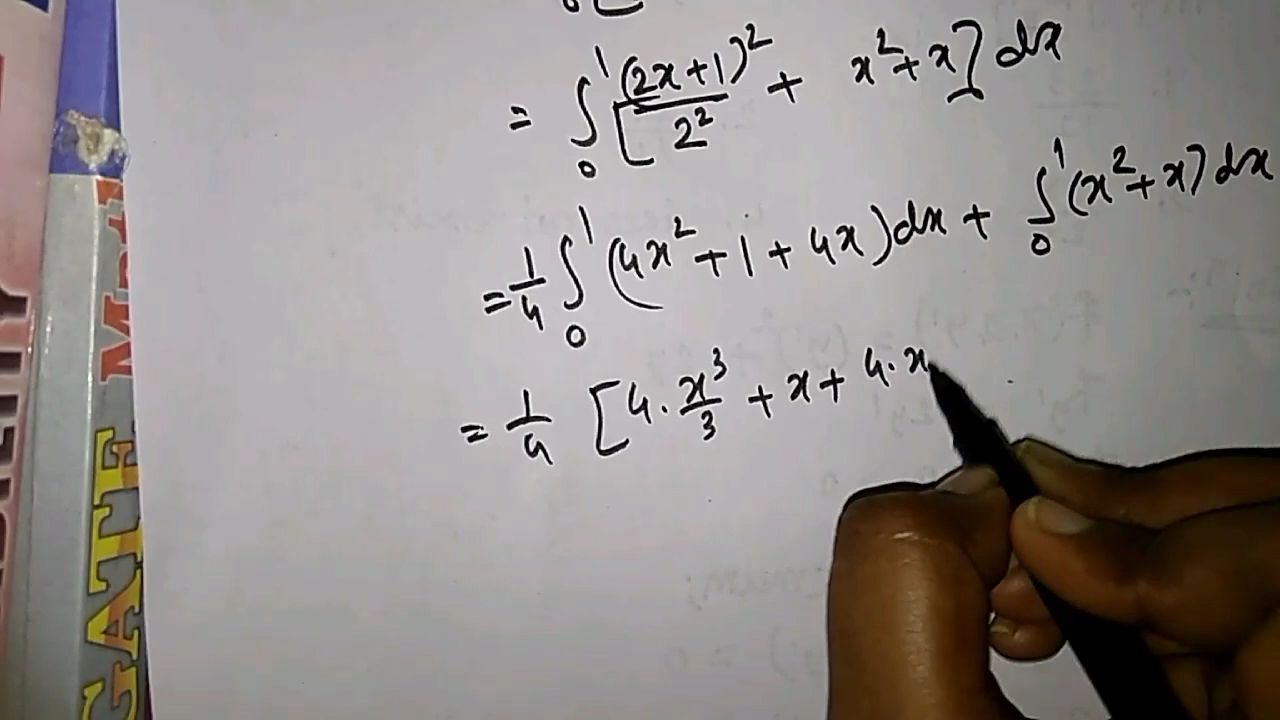 = ∫₀¹ [(2x+1)²/2² + x²+x] dx
= 1/4 ∫₀¹ (4x²+1+4x)dx + ∫₀¹ (x²+x) dx
= 1/4 [4·x³/3 + x + 4·x
GATE